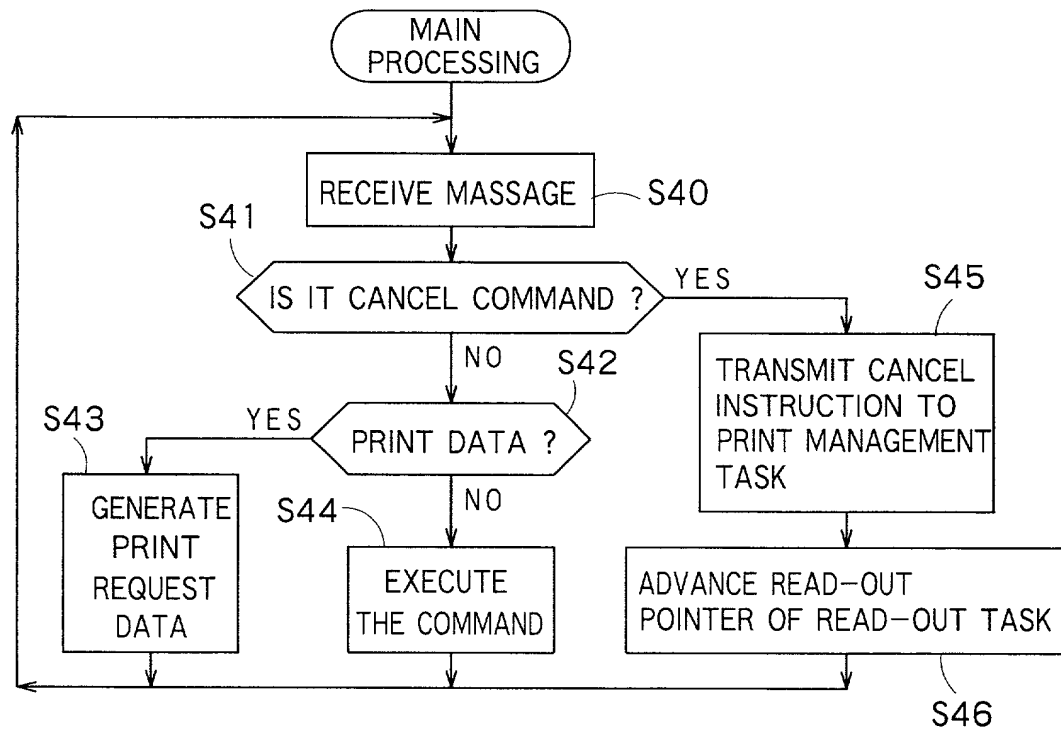 MAIN
PROCESSING
RECEIVE MASSAGE
S40
S41
IS IT CANCEL COMMAND ?
YES
S45
NO
TRANSMIT CANCEL
INSTRUCTION TO
PRINT MANAGEMENT
TASK
S42
PRINT DATA ?
YES
S43
NO
GENERATE
PRINT
REQUEST
DATA
S44
EXECUTE
THE COMMAND
ADVANCE READ-OUT
POINTER OF READ-OUT TASK
S46